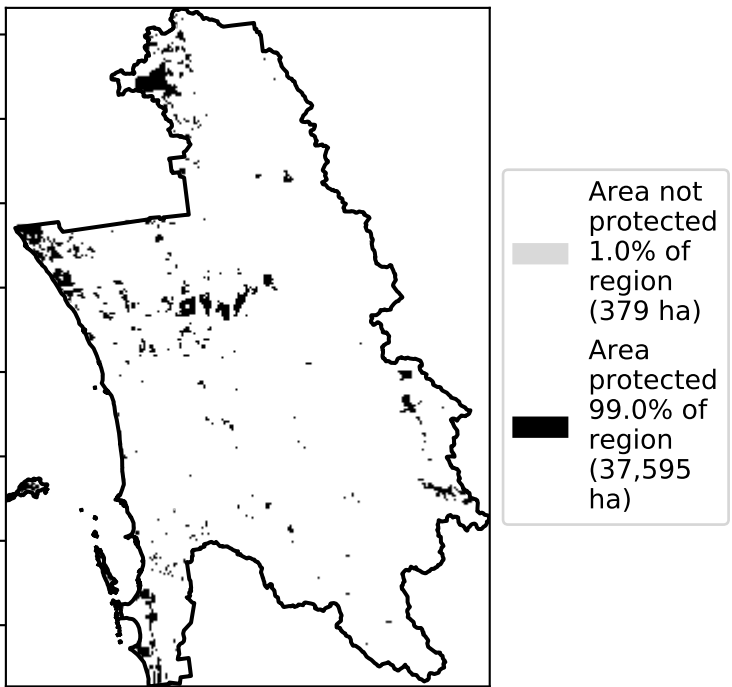 Area not
protected
1.0% of
region
(379 ha)
Area
protected
99.0% of
region
(37,595
ha)